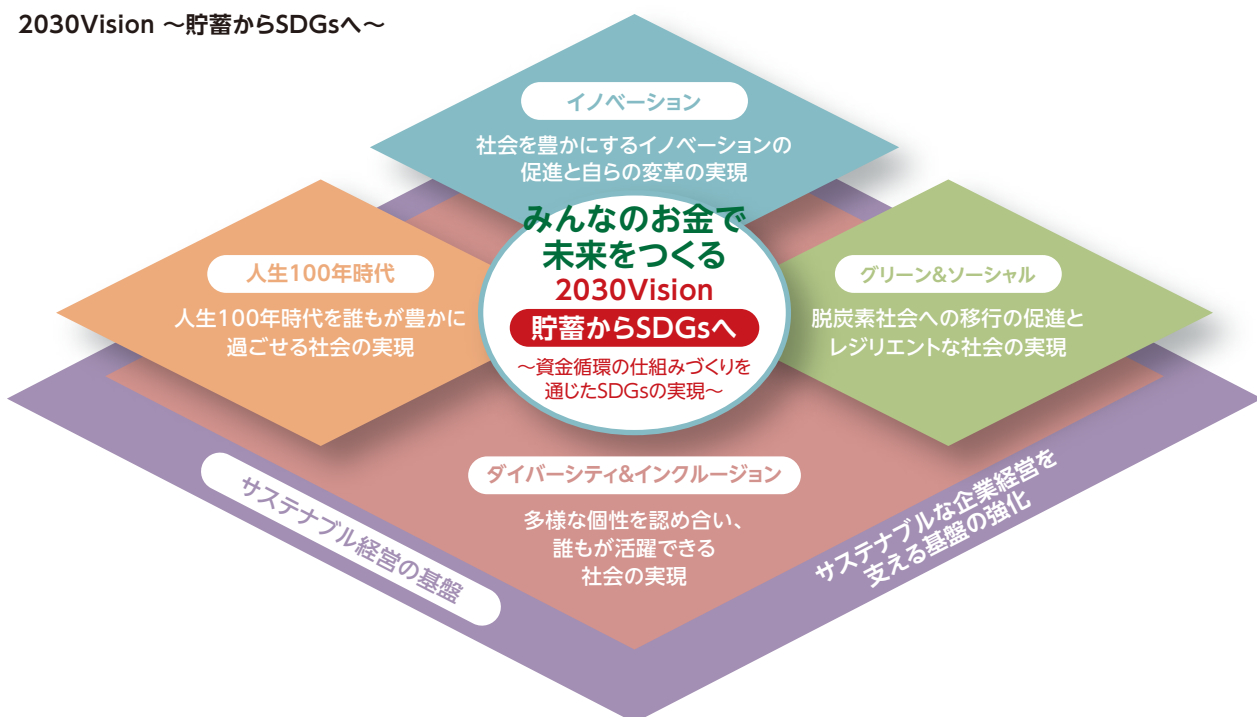 2030Vision ～貯蓄からSDGsへ～
イノベーション
社会を豊かにするイノベーションの
促進と自らの変革の実現
みんなのお金で
未来をつくる
2030Vision
貯蓄からSDGsへ
～資金循環の仕組みづくりを
通じたSDGsの実現～
人生100年時代
人生100年時代を誰もが豊かに
過ごせる社会の実現
グリーン&ソーシャル
脱炭素社会への移行の促進と
レジリエントな社会の実現
ダイバーシティ&インクルージョン
多様な個性を認め合い、
誰もが活躍できる
社会の実現
サステナブル経営の基盤
サステナブルな企業経営を
支える基盤の強化